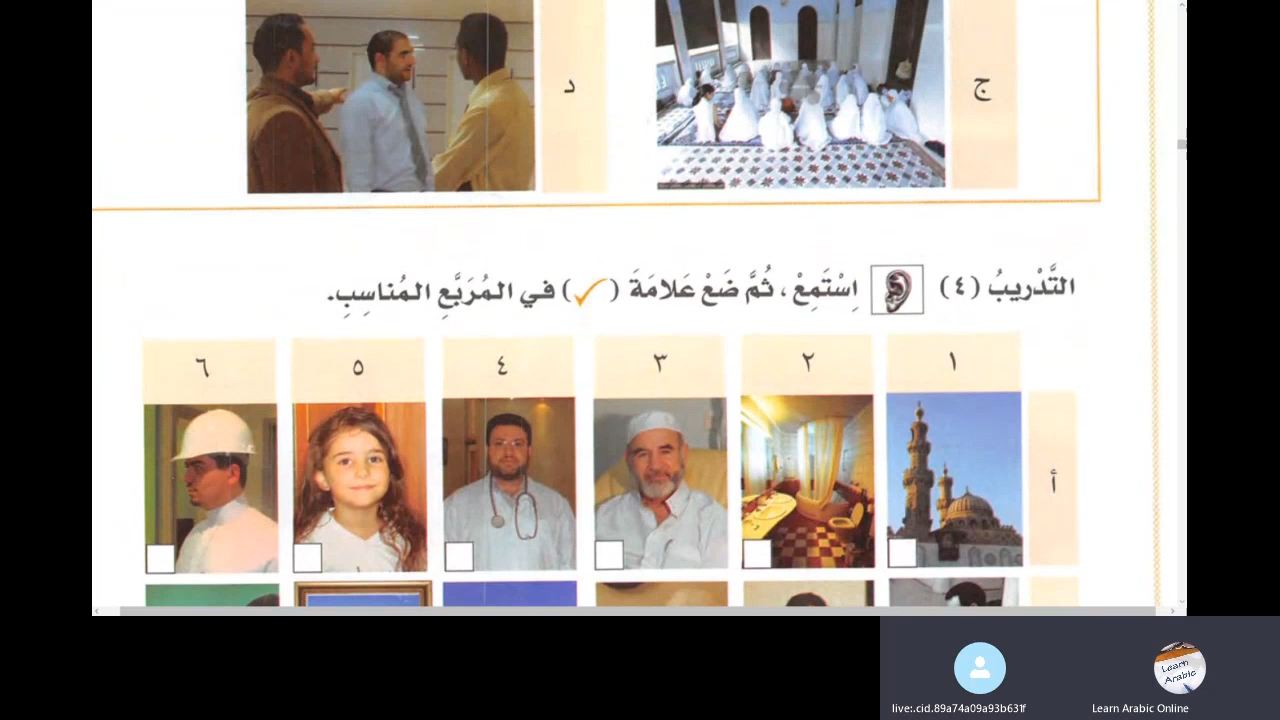 ج
د
التَّدْريبُ (٤) اِسْتَمِعْ ، ثُمَّ ضَعْ عَلامَةَ (✓) في المُرَبَّعِ المُناسِبِ.
١ ٢ ٣ ٤ ٥ ٦
أ
Learn Arabic
live:.cid.89a74a09a93b631f
Learn Arabic Online